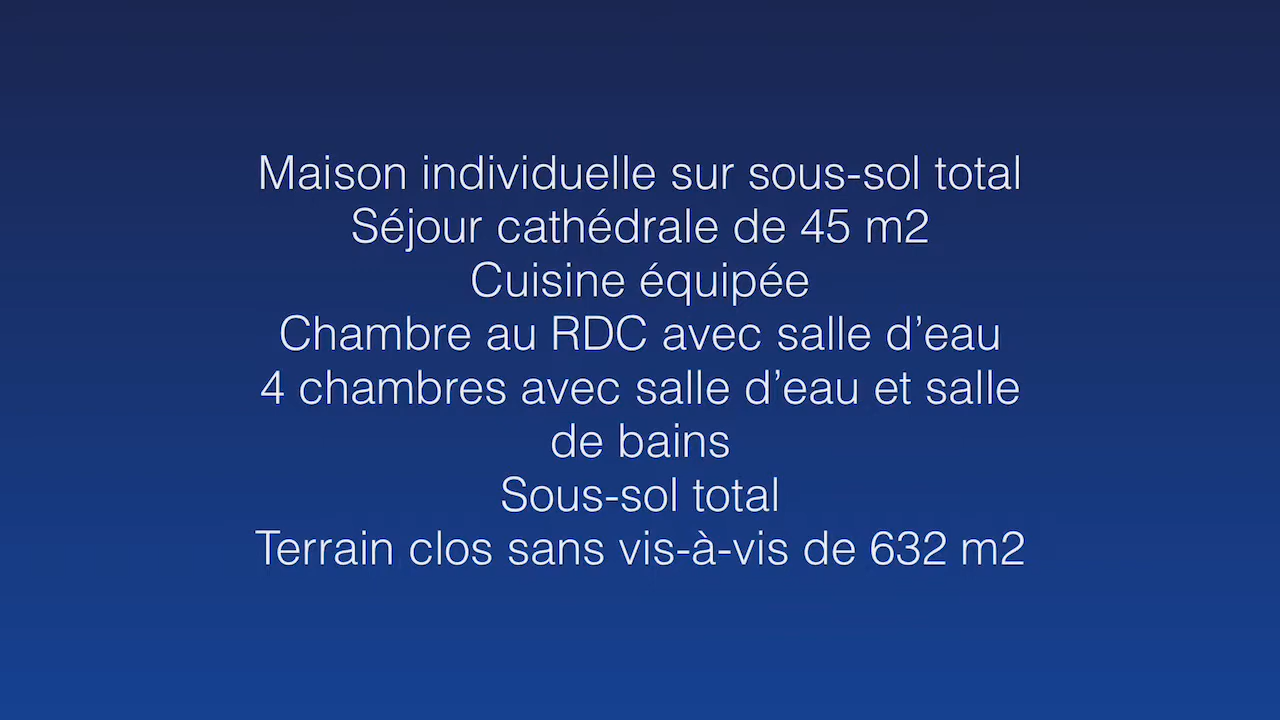 Maison individuelle sur sous-sol total
Séjour cathédrale de 45 m2
Cuisine équipée
Chambre au RDC avec salle d’eau
4 chambres avec salle d’eau et salle
de bains
Sous-sol total
Terrain clos sans vis-à-vis de 632 m2